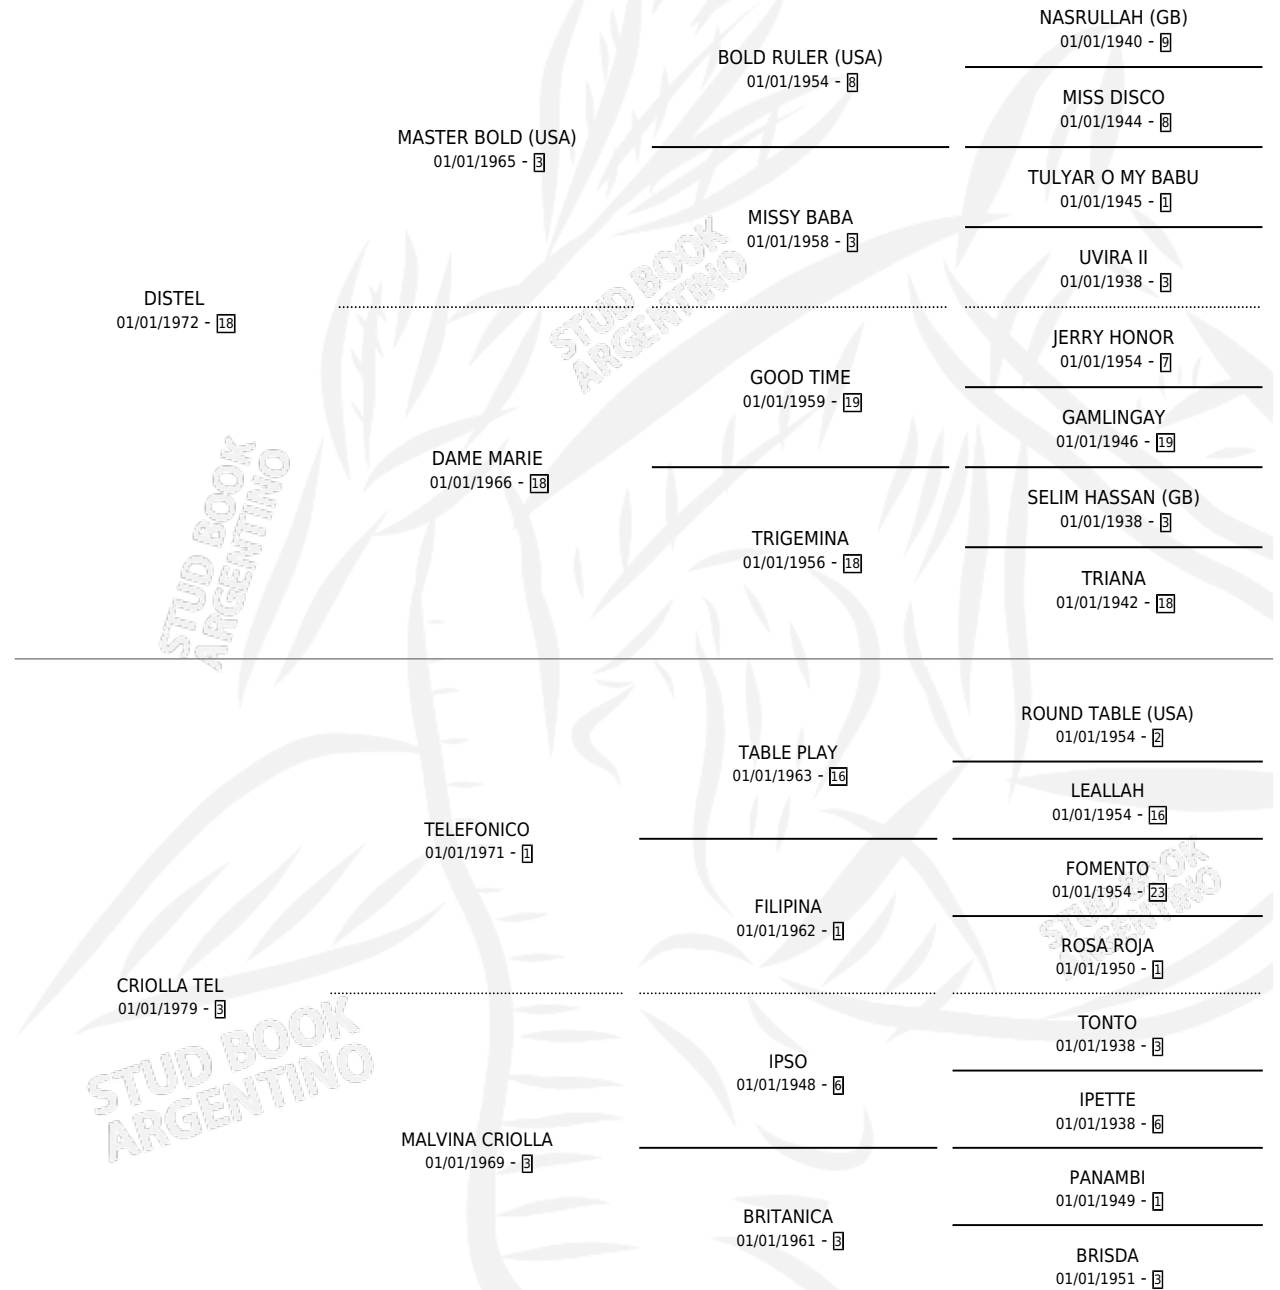 NASRULLAH (GB)
01/01/1940 - 9
BOLD RULER (USA)
01/01/1954 - 8
MISS DISCO
01/01/1944 - 8
MASTER BOLD (USA)
01/01/1965 - 3
TULYAR O MY BABU
01/01/1945 - 1
MISSY BABA
01/01/1958 - 3
UVIRA II
01/01/1938 - 3
DISTEL
01/01/1972 - 18
JERRY HONOR
01/01/1954 - 7
GOOD TIME
01/01/1959 - 19
GAMLINGAY
01/01/1946 - 19
DAME MARIE
01/01/1966 - 18
SELIM HASSAN (GB)
01/01/1938 - 3
TRIGEMINA
01/01/1956 - 18
TRIANA
01/01/1942 - 18
ROUND TABLE (USA)
01/01/1954 - 2
TABLE PLAY
01/01/1963 - 16
LEALLAH
01/01/1954 - 16
TELEFONICO
01/01/1971 - 1
FOMENTO
01/01/1954 - 23
FILIPINA
01/01/1962 - 1
ROSA ROJA
01/01/1950 - 1
CRIOLLA TEL
01/01/1979 - 3
TONTO
01/01/1938 - 3
IPSO
01/01/1948 - 6
IPETTE
01/01/1938 - 6
MALVINA CRIOLLA
01/01/1969 - 3
PANAMBI
01/01/1949 - 1
BRITANICA
01/01/1961 - 3
BRISDA
01/01/1951 - 3
STUD BOOK
ARGENTINO
STUD BOOK
ARGENTINO
STUD BOOK
ARGENTINO
STUD BOOK
ARGENTINO